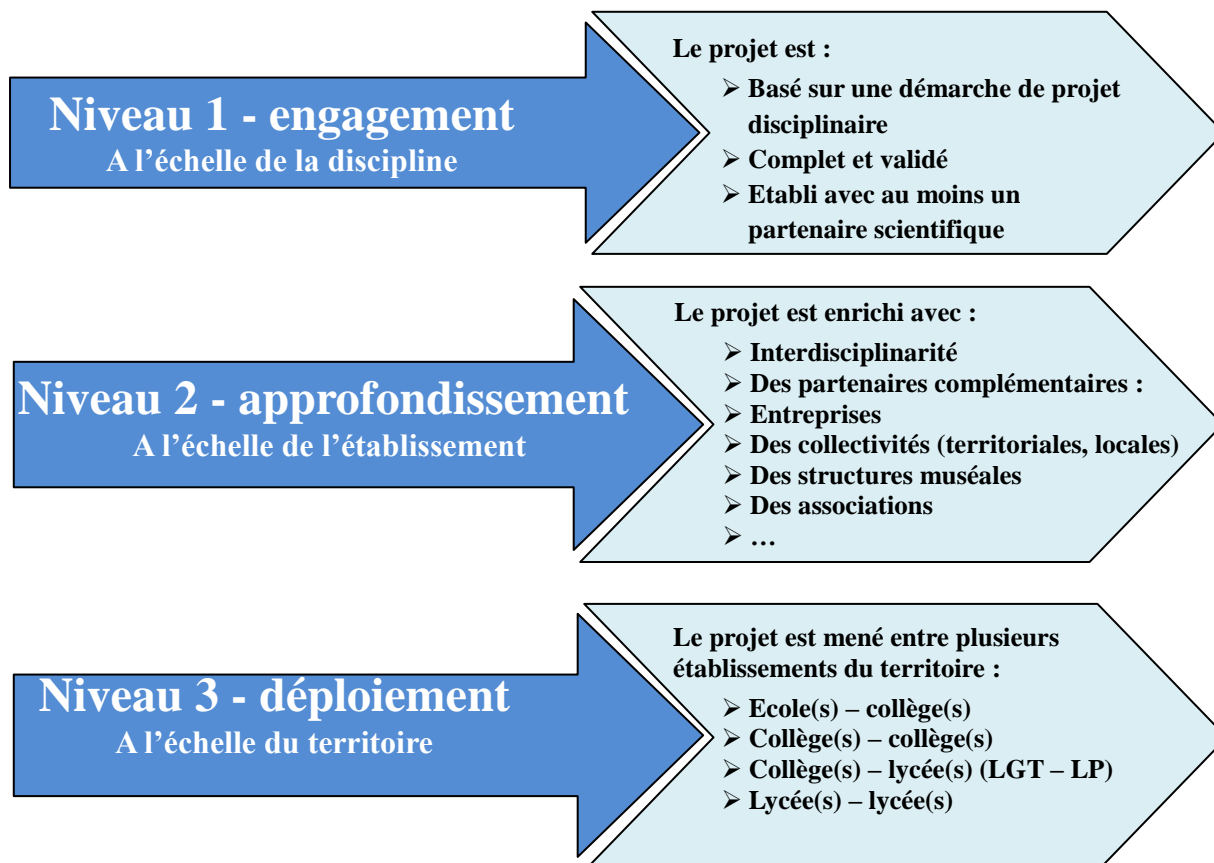 Niveau 1 - engagement
A l’échelle de la discipline
Le projet est :
➢ Basé sur une démarche de projet
disciplinaire
➢ Complet et validé
➢ Etabli avec au moins un
partenaire scientifique
Niveau 2 - approfondissement
A l’échelle de l’établissement
Le projet est enrichi avec :
➢ Interdisciplinarité
➢ Des partenaires complémentaires :
➢ Entreprises
➢ Des collectivités (territoriales, locales)
➢ Des structures muséales
➢ Des associations
➢ …
Niveau 3 - déploiement
A l’échelle du territoire
Le projet est mené entre plusieurs
établissements du territoire :
➢ Ecole(s) – collège(s)
➢ Collège(s) – collège(s)
➢ Collège(s) – lycée(s) (LGT – LP)
➢ Lycée(s) – lycée(s)